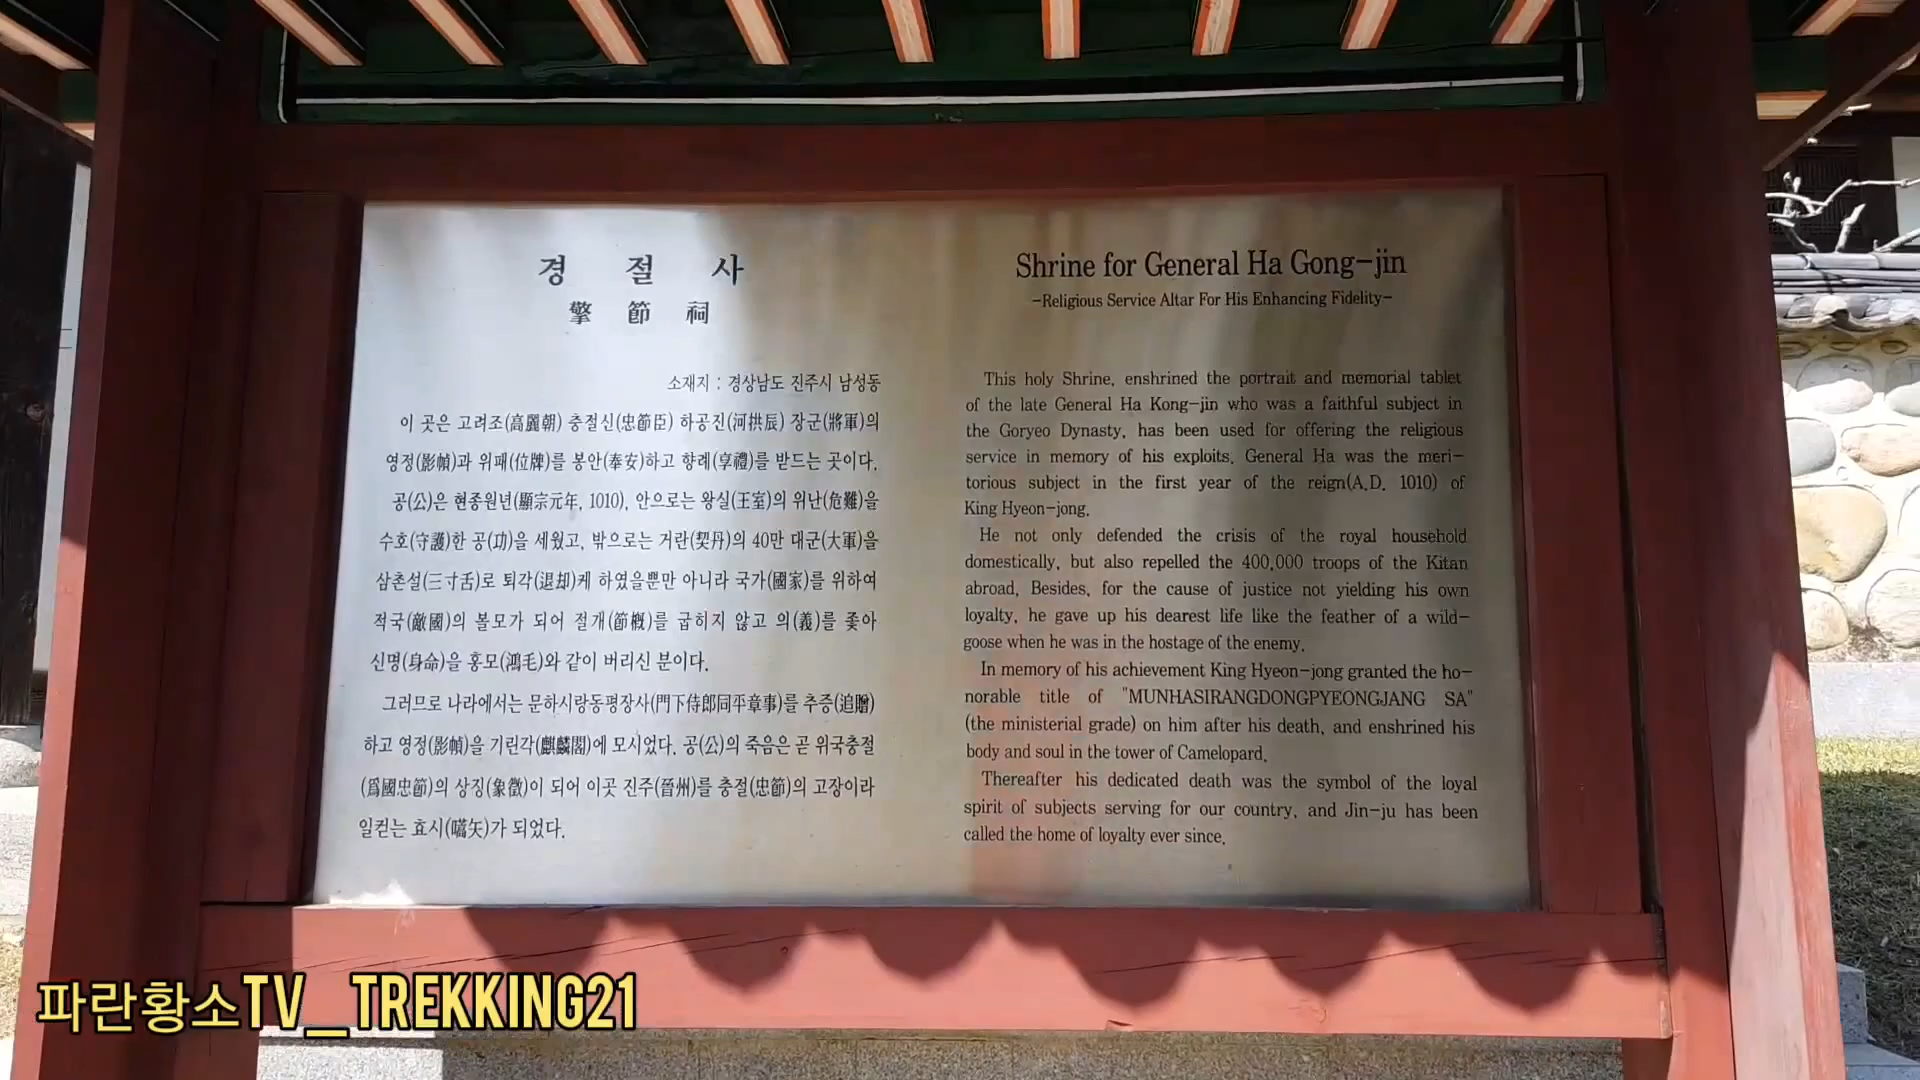 경 절 사
擎 節 祠
소재지 : 경상남도 진주시 남성동
이 곳은 고려조(高麗朝) 충절신(忠節臣) 하공진(河拱辰) 장군(將軍)의
영정(影幀)과 위패(位牌)를 봉안(奉安)하고 향례(享禮)를 받드는 곳이다.
공(公)은 현종원년(顯宗元年, 1010), 안으로는 왕실(王室)의 위난(危難)을
수호(守護)한 공(功)을 세웠고, 밖으로는 거란(契丹)의 40만 대군(大軍)을
삼촌설(三寸舌)로 퇴각(退却)케 하였을뿐만 아니라 국가(國家)를 위하여
적국(敵國)의 볼모가 되어 절개(節槪)를 굽히지 않고 의(義)를 좇아
신명(身命)을 홍모(鴻毛)와 같이 버리신 분이다.
그러므로 나라에서는 문하시랑동평장사(門下侍郎同平章事)를 추증(追贈)
하고 영정(影幀)을 기린각(麒麟閣)에 모시었다. 공(公)의 죽음은 곧 위국충절
(爲國忠節)의 상징(象徵)이 되어 이곳 진주(晉州)를 충절(忠節)의 고장이라
일컫는 효시(嚆矢)가 되었다.
Shrine for General Ha Gong-jin
-Religious Service Altar For His Enhancing Fidelity-
This holy Shrine, enshrined the portrait and memorial tablet
of the late General Ha Kong-jin who was a faithful subject in
the Goryeo Dynasty, has been used for offering the religious
service in memory of his exploits. General Ha was the meri-
torious subject in the first year of the reign(A.D. 1010) of
King Hyeon-jong.
He not only defended the crisis of the royal household
domestically, but also repelled the 400,000 troops of the Kitan
abroad, Besides, for the cause of justice not yielding his own
loyalty, he gave up his dearest life like the feather of a wild-
goose when he was in the hostage of the enemy.
In memory of his achievement King Hyeon-jong granted the ho-
norable title of "MUNHASIRANGDONGPYEONGJANG SA"
(the ministerial grade) on him after his death, and enshrined his
body and soul in the tower of Camelopard.
Thereafter his dedicated death was the symbol of the loyal
spirit of subjects serving for our country, and Jin-ju has been
called the home of loyalty ever since.
파란황소TV_TREKKING21